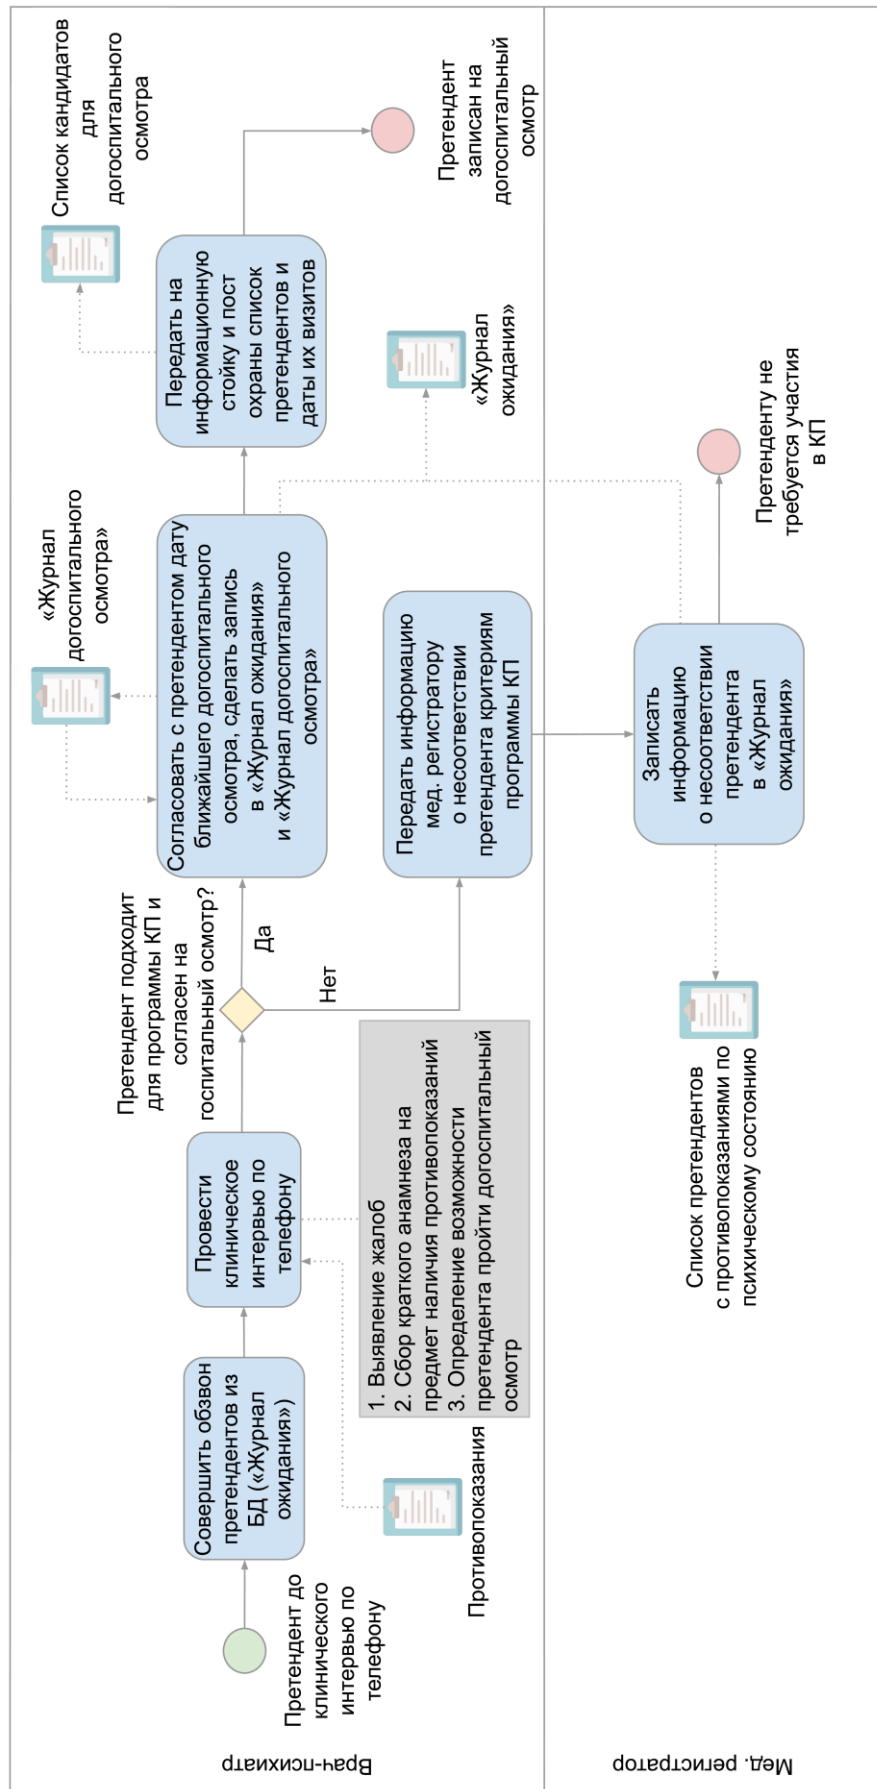 Врач-психиатр
Претендент до
клинического
интервью по
телефону
Совершить обзвон
претендентов из
БД («Журнал
ожидания»)
Провести
клиническое
интервью по
телефону
Противопоказания
1. Выявление жалоб
2. Сбор краткого анамнеза на
предмет наличия противопоказаний
3. Определение возможности
претендента пройти догоспитальный
осмотр
Претендент подходит
для программы КП и
согласен на
госпитальный осмотр?
Да
Нет
Согласовать с претендентом дату
ближайшего догоспитального
осмотра, сделать запись
в «Журнал ожидания»
и «Журнал догоспитального
осмотра»
«Журнал
догоспитального
осмотра»
Передать на
информационную
стойку и пост
охраны список
претендентов и
даты их визитов
Список кандидатов
для
догоспитального
осмотра
Претендент
записан на
догоспитальный
осмотр
«Журнал
ожидания»
Передать информацию
мед. регистратору
о несоответствии
претендента критериям
программы КП
Мед. регистратор
Записать
информацию
о несоответствии
претендента
в «Журнал
ожидания»
Список претендентов
с противопоказаниями по
психическому состоянию
Претенденту не
требуется участия
в КП